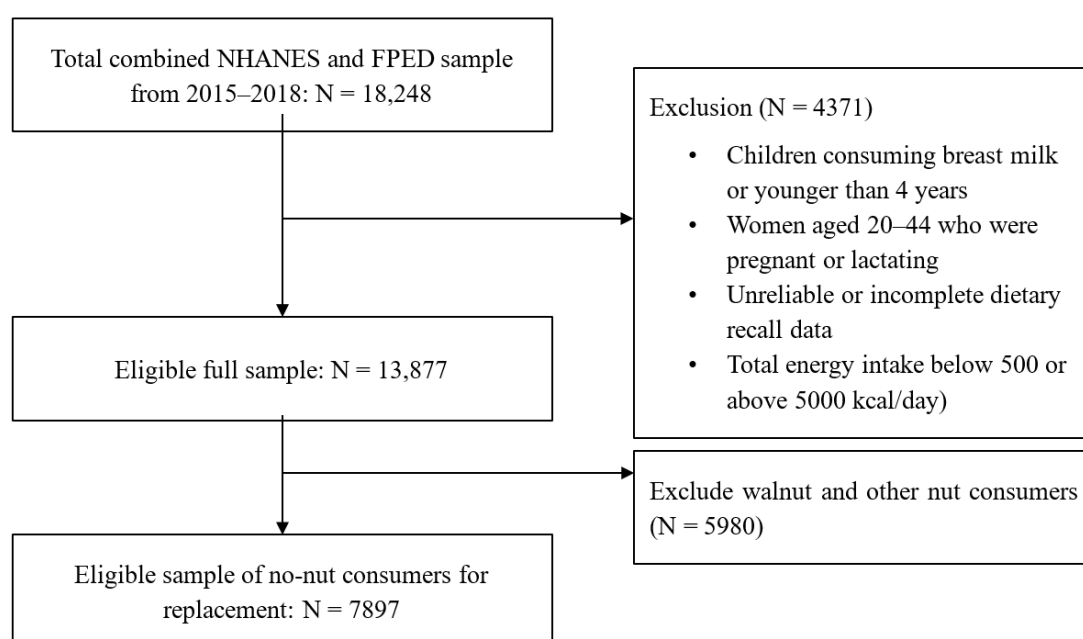 Total combined NHANES and FPED sample
from 2015–2018: N = 18,248
Exclusion (N = 4371)
• Children consuming breast milk
or younger than 4 years
• Women aged 20–44 who were
pregnant or lactating
• Unreliable or incomplete dietary
recall data
• Total energy intake below 500 or
above 5000 kcal/day)
Eligible full sample: N = 13,877
Exclude walnut and other nut consumers
(N = 5980)
Eligible sample of no-nut consumers for
replacement: N = 7897